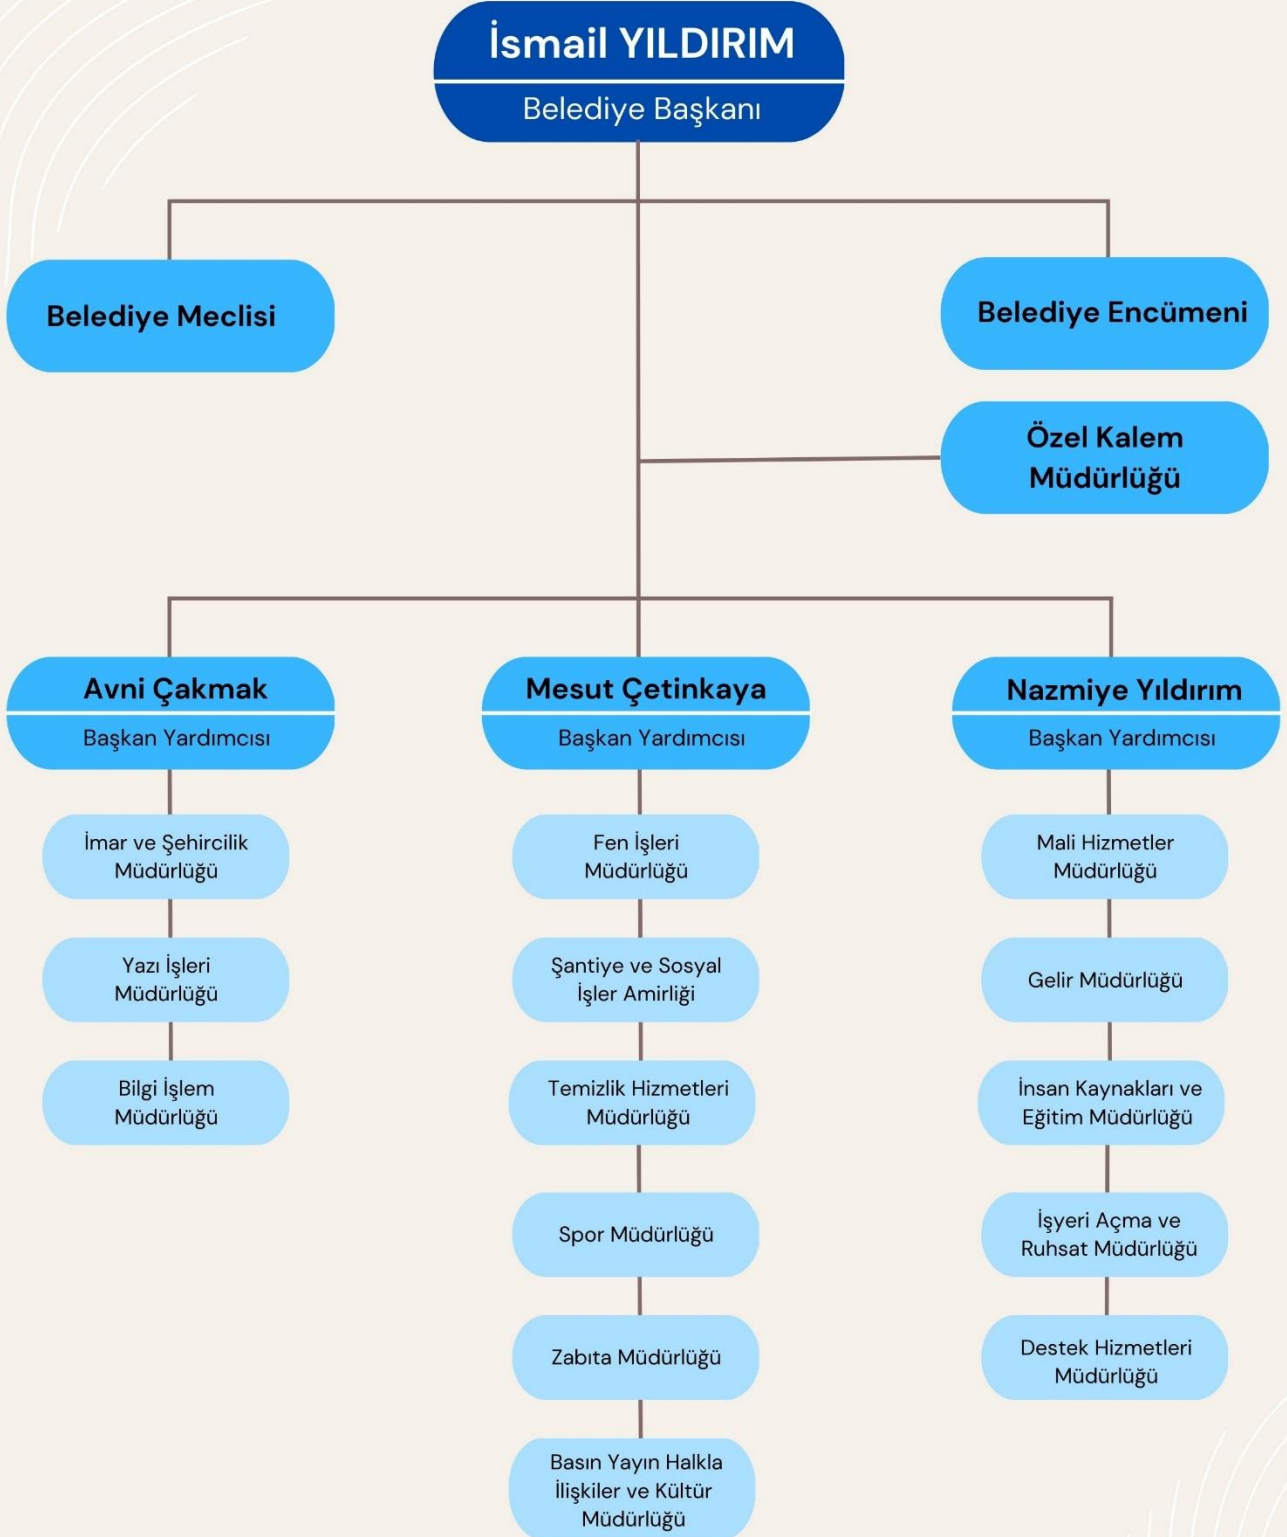 İsmail YILDIRIM
Belediye Başkanı
Belediye Meclisi
Belediye Encümeni
Özel Kalem
Müdürlüğü
Avni Çakmak
Başkan Yardımcısı
İmar ve Şehircilik
Müdürlüğü
Yazı İşleri
Müdürlüğü
Bilgi İşlem
Müdürlüğü
Mesut Çetinkaya
Başkan Yardımcısı
Fen İşleri
Müdürlüğü
Şantiye ve Sosyal
İşler Amirliği
Temizlik Hizmetleri
Müdürlüğü
Spor Müdürlüğü
Zabıta Müdürlüğü
Basın Yayın Halkla
İlişkiler ve Kültür
Müdürlüğü
Nazmiye Yıldırım
Başkan Yardımcısı
Mali Hizmetler
Müdürlüğü
Gelir Müdürlüğü
İnsan Kaynakları ve
Eğitim Müdürlüğü
İşyeri Açma ve
Ruhsat Müdürlüğü
Destek Hizmetleri
Müdürlüğü